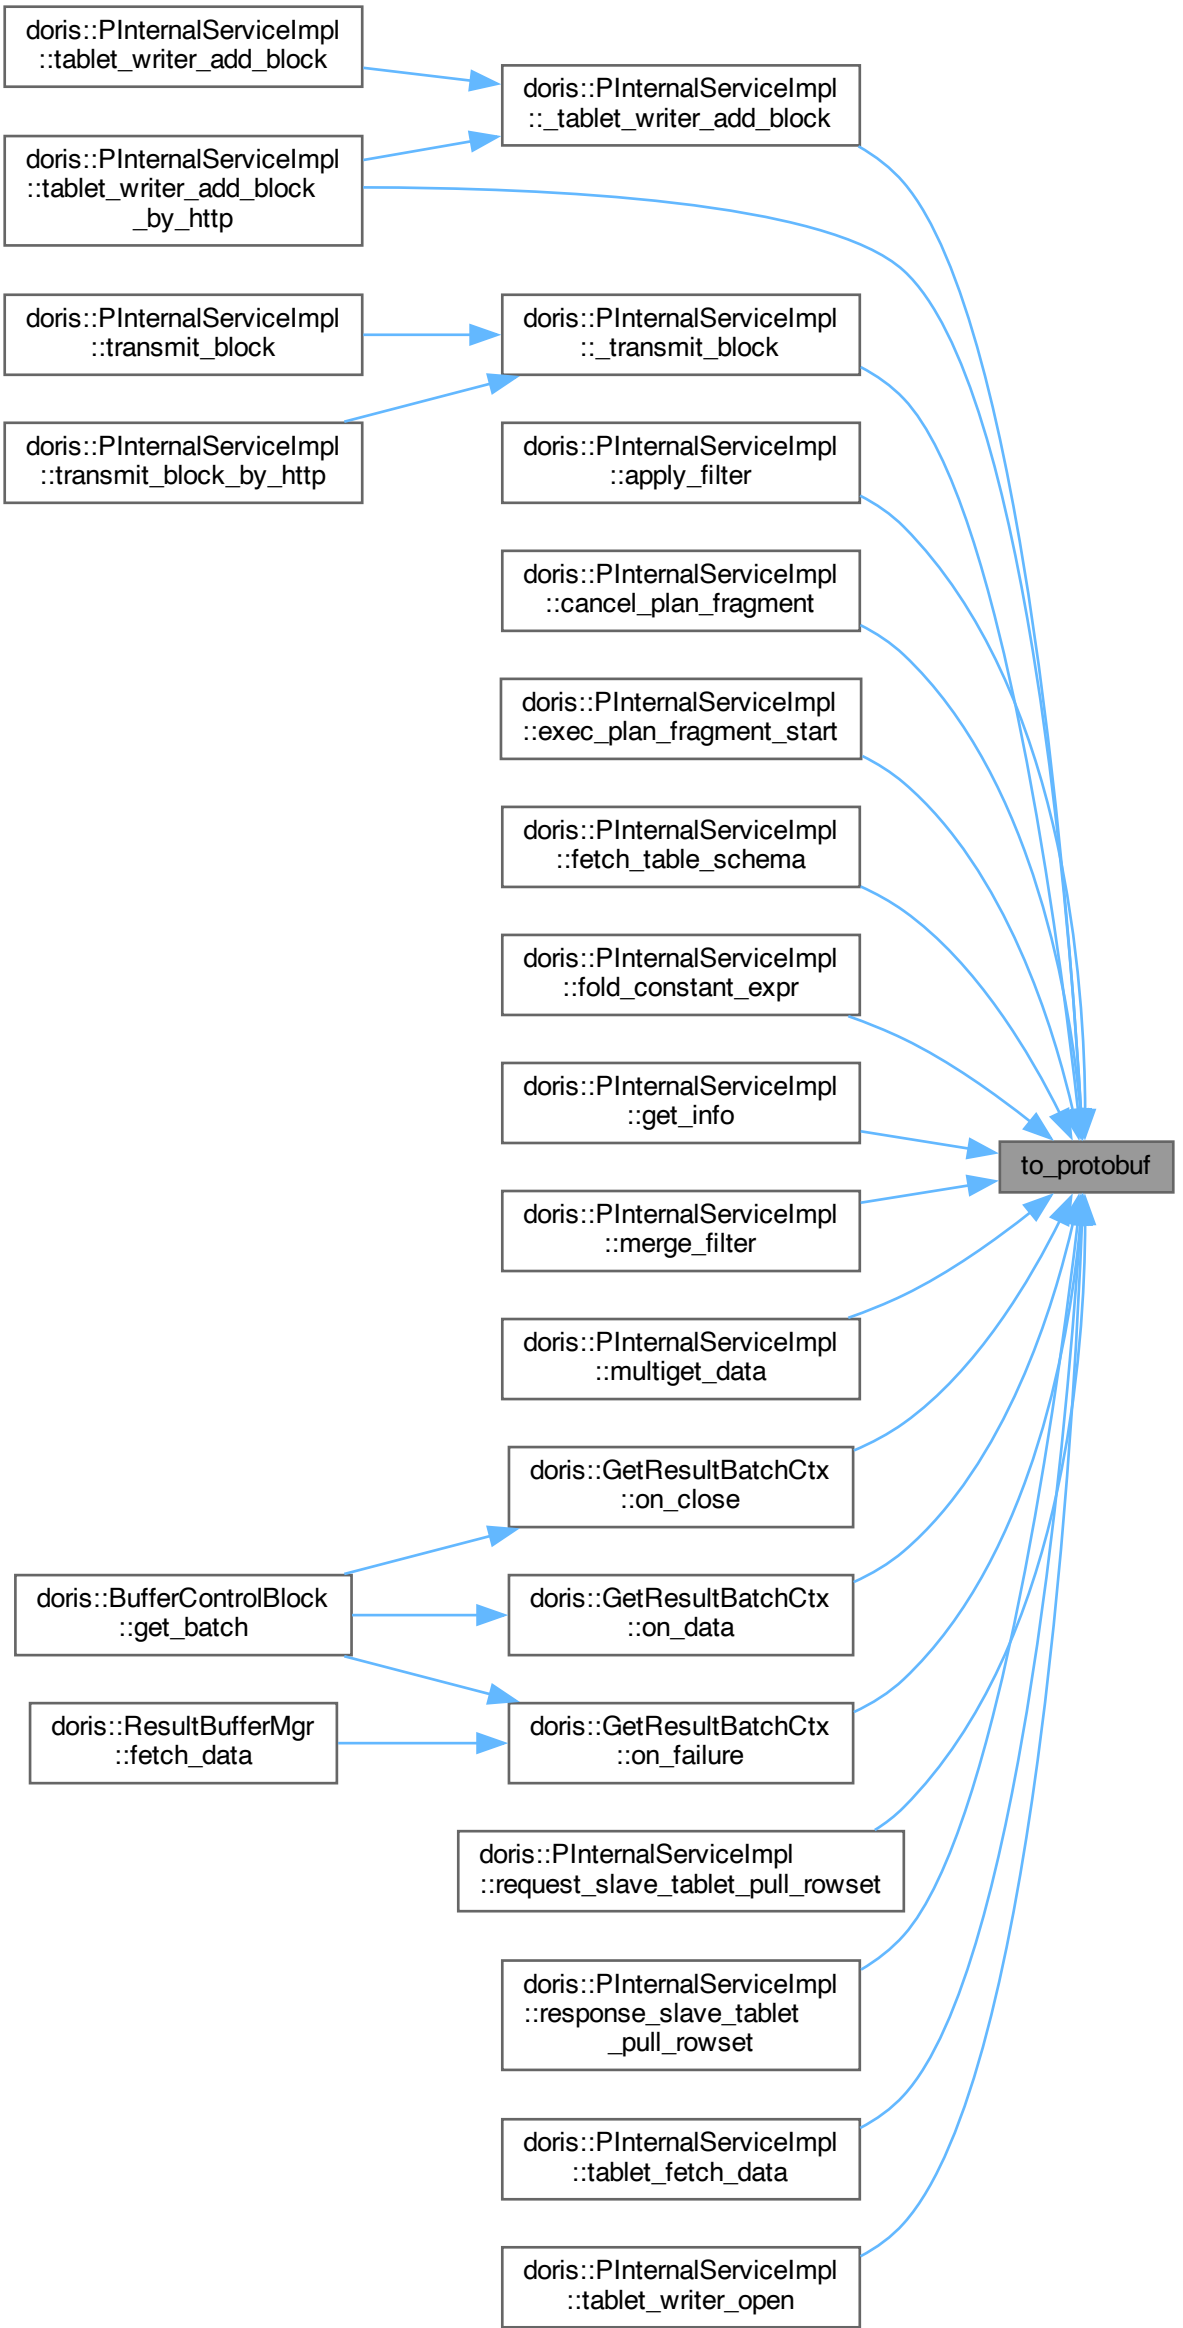 doris::PInternalServiceImpl
::tablet_writer_add_block
doris::PInternalServiceImpl
::_tablet_writer_add_block
doris::PInternalServiceImpl
::tablet_writer_add_block
_by_http
doris::PInternalServiceImpl
::transmit_block
doris::PInternalServiceImpl
::_transmit_block
doris::PInternalServiceImpl
::transmit_block_by_http
doris::PInternalServiceImpl
::apply_filter
doris::PInternalServiceImpl
::cancel_plan_fragment
doris::PInternalServiceImpl
::exec_plan_fragment_start
doris::PInternalServiceImpl
::fetch_table_schema
doris::PInternalServiceImpl
::fold_constant_expr
doris::PInternalServiceImpl
::get_info
to_protobuf
doris::PInternalServiceImpl
::merge_filter
doris::PInternalServiceImpl
::multiget_data
doris::GetResultBatchCtx
::on_close
doris::BufferControlBlock
::get_batch
doris::GetResultBatchCtx
::on_data
doris::ResultBufferMgr
::fetch_data
doris::GetResultBatchCtx
::on_failure
doris::PInternalServiceImpl
::request_slave_tablet_pull_rowset
doris::PInternalServiceImpl
::response_slave_tablet
_pull_rowset
doris::PInternalServiceImpl
::tablet_fetch_data
doris::PInternalServiceImpl
::tablet_writer_open